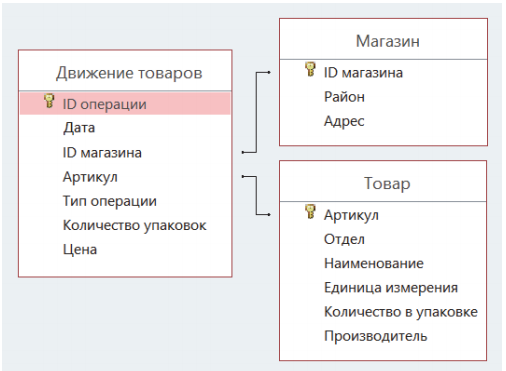 Движение товаров
ID операции
Дата
ID магазина
Артикул
Тип операции
Количество упаковок
Цена
Магазин
ID магазина
Район
Адрес
Товар
Артикул
Отдел
Наименование
Единица измерения
Количество в упаковке
Производитель